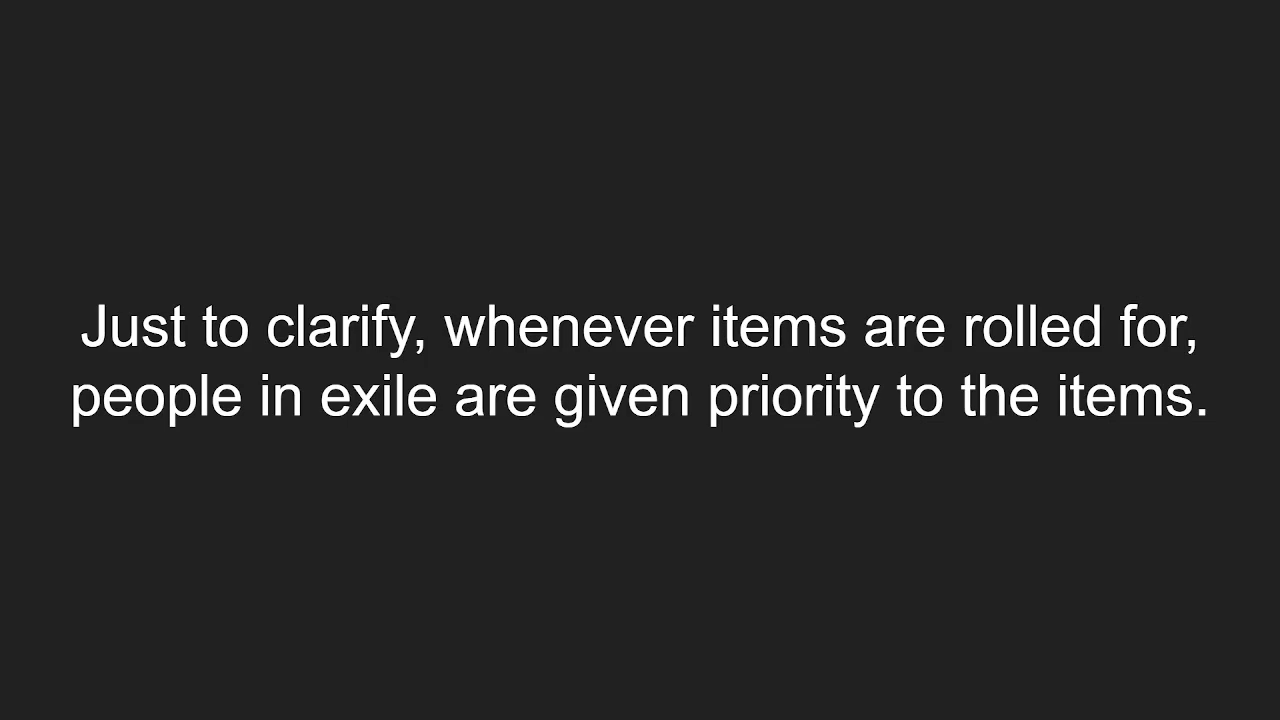 Just to clarify, whenever items are rolled for,
people in exile are given priority to the items.